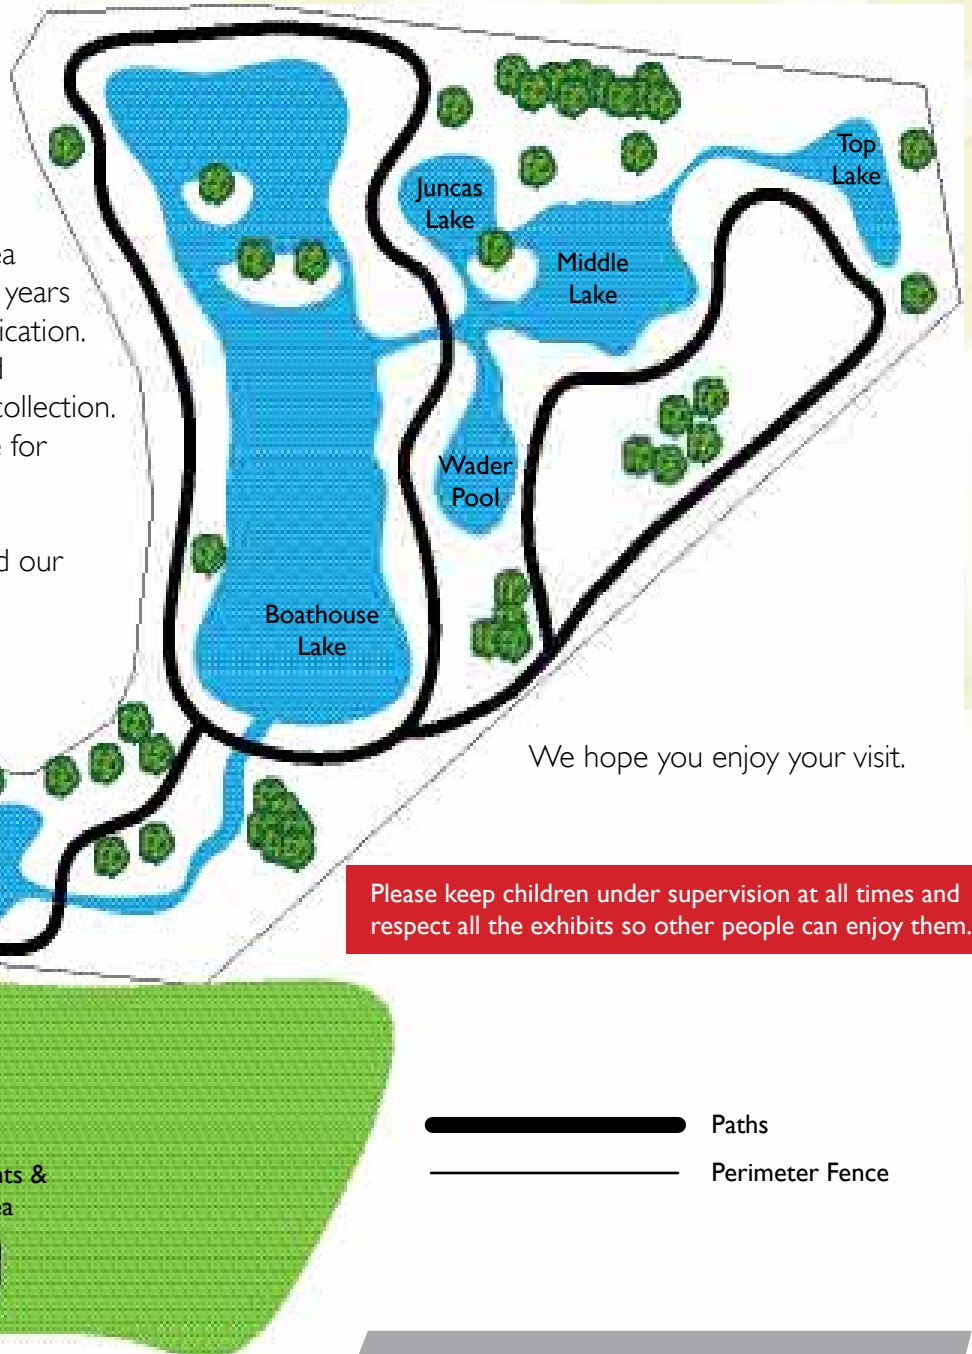 Top
Lake
Juncas
Lake
Middle
Lake
years
ication.
collection.
for
d our
Wader
Pool
Boathouse
Lake
We hope you enjoy your visit.
Please keep children under supervision at all times and
respect all the exhibits so other people can enjoy them.
Paths
Perimeter Fence
nts &
ea